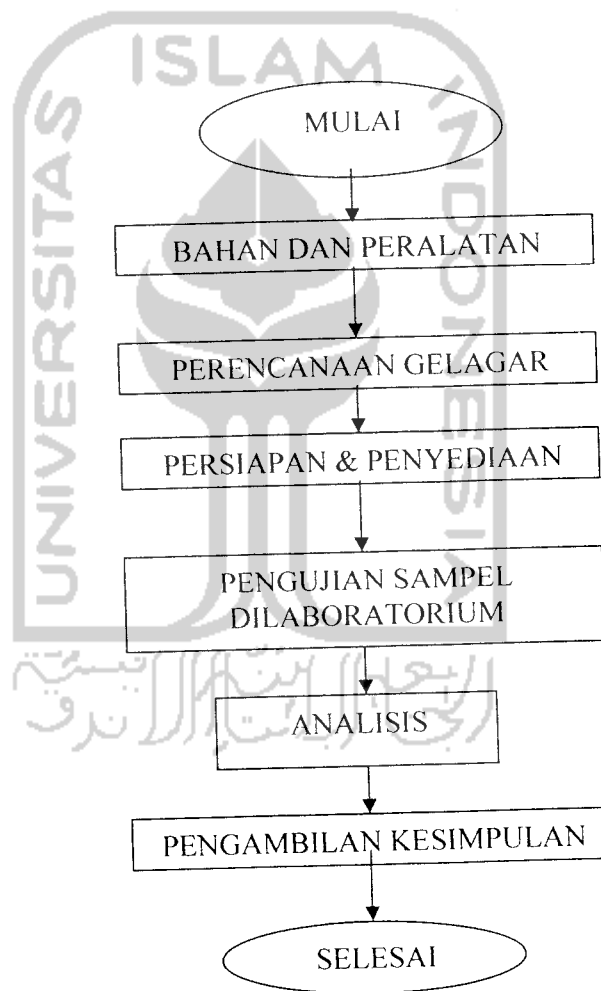 ISLAM
UNIVERSITAS
INDONESIA
MULAI
BAHAN DAN PERALATAN
PERENCANAAN GELAGAR
PERSIAPAN & PENYEDIAAN
PENGUJIAN SAMPEL
DILABORATORIUM
ANALISIS
PENGAMBILAN KESIMPULAN
SELESAI